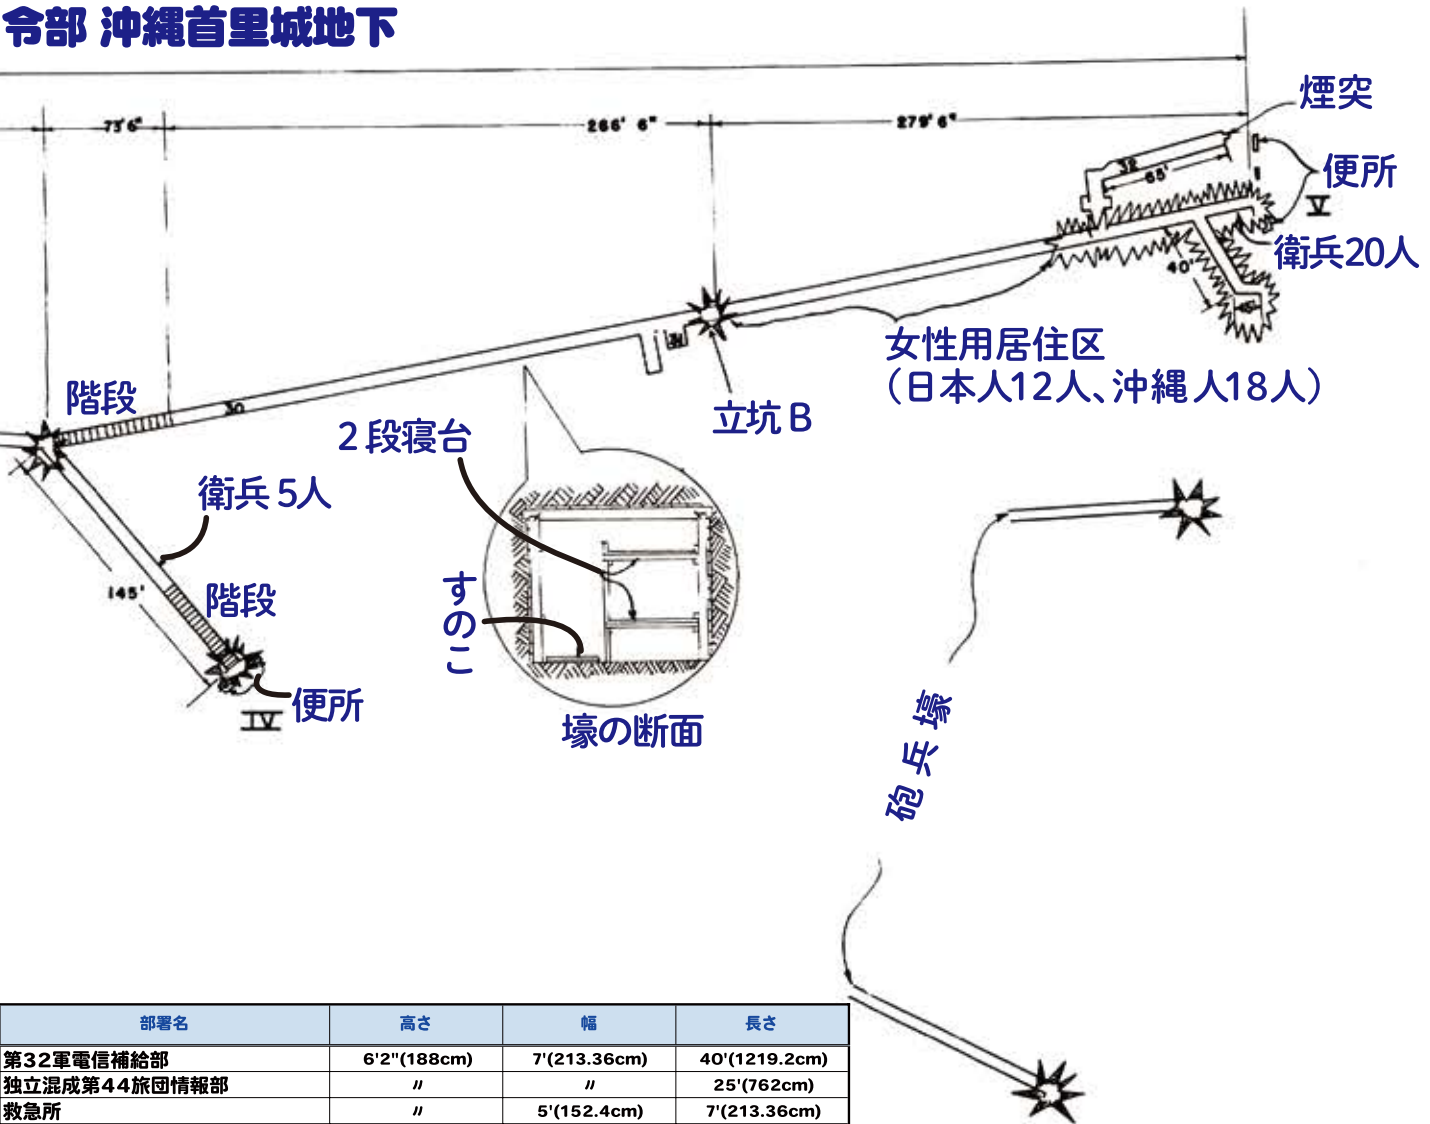 令部 沖縄首里城地下
73'6"
266' 6"
279'6"
煙突
32
65'
便所
V
衛兵20人
40'
女性用居住区
（日本人12人、沖縄人18人）
立坑B
階段
30
2段寝台
衛兵5人
145'
階段
すのこ
便所
IV
壕の断面
砲兵壕
部署名 高さ 幅 長さ
第32軍電信補給部 6'2"(188cm) 7'(213.36cm) 40'(1219.2cm)
独立混成第44旅団情報部 〃 〃 25'(762cm)
救急所 〃 5'(152.4cm) 7'(213.36cm)